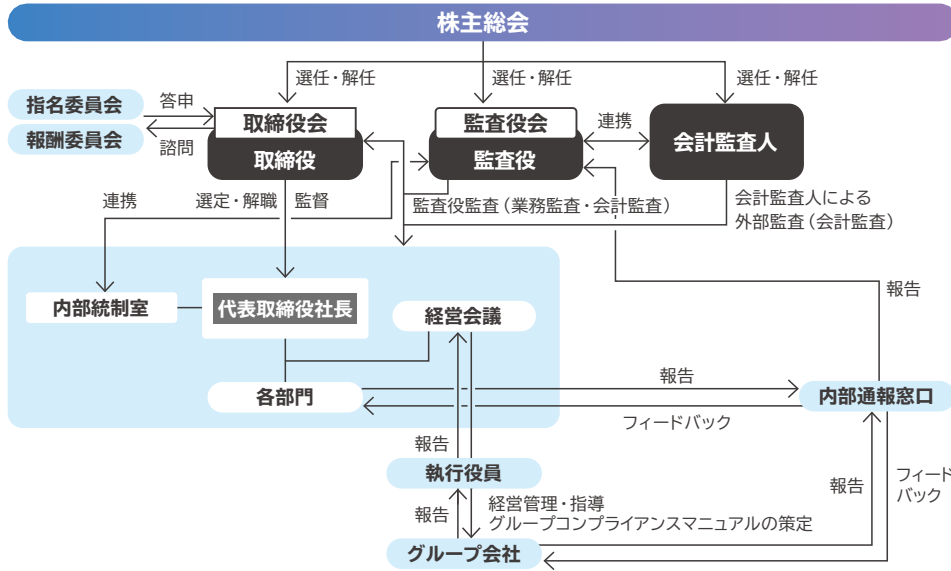 株主総会
選任・解任
選任・解任
選任・解任
指名委員会
答申
報酬委員会
諮問
取締役会
取締役
監査役会
監査役
連携
会計監査人
連携
選定・解職
監督
監査役監査（業務監査・会計監査）
会計監査人による
外部監査（会計監査）
報告
内部統制室
代表取締役社長
経営会議
各部門
報告
内部通報窓口
フィードバック
報告
執行役員
報告
経営管理・指導
グループコンプライアンスマニュアルの策定
報告
フィード
バック
グループ会社